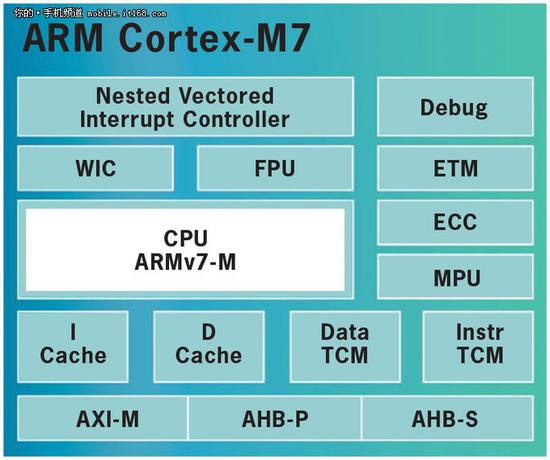 你的·手机频道 mobile.it168.com
ARM Cortex-M7
Nested Vectored
Interrupt Controller
Debug
WIC
FPU
ETM
CPU
ARMv7-M
ECC
MPU
I
Cache
D
Cache
Data
TCM
Instr
TCM
AXI-M
AHB-P
AHB-S